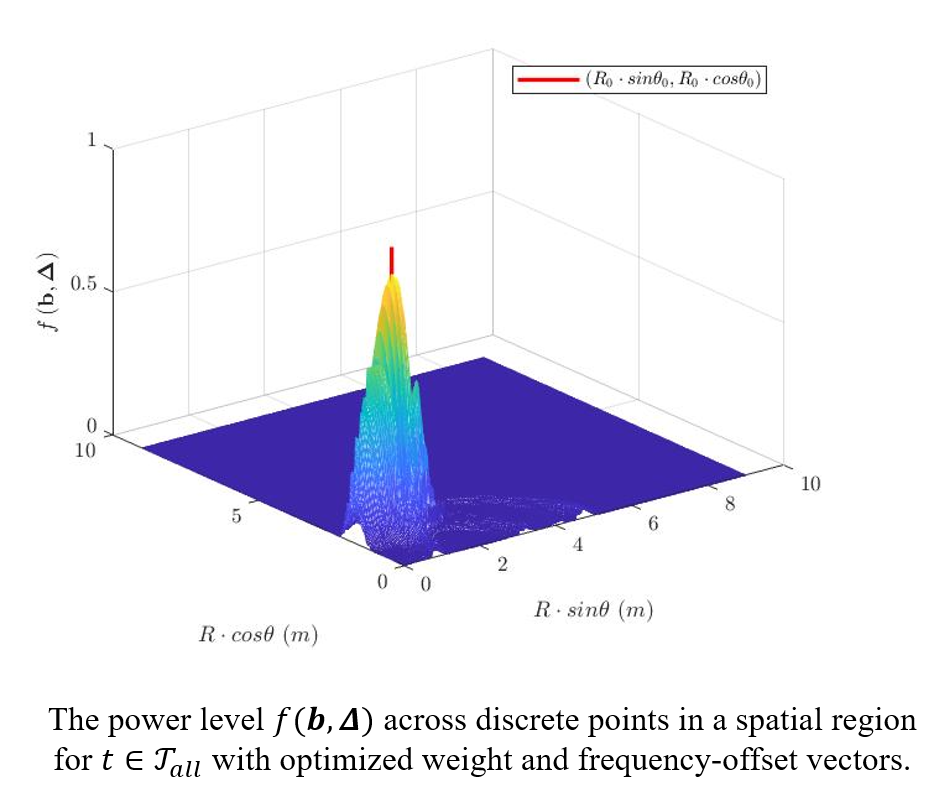 (R₀ · sinθ₀, R₀ · cosθ₀)
1
0.5
0
f (b, Δ)
10
5
0
R · cosθ (m)
0
2
4
6
8
10
R · sinθ (m)
The power level f(b, Δ) across discrete points in a spatial region
for t ∈ 𝒯all with optimized weight and frequency-offset vectors.